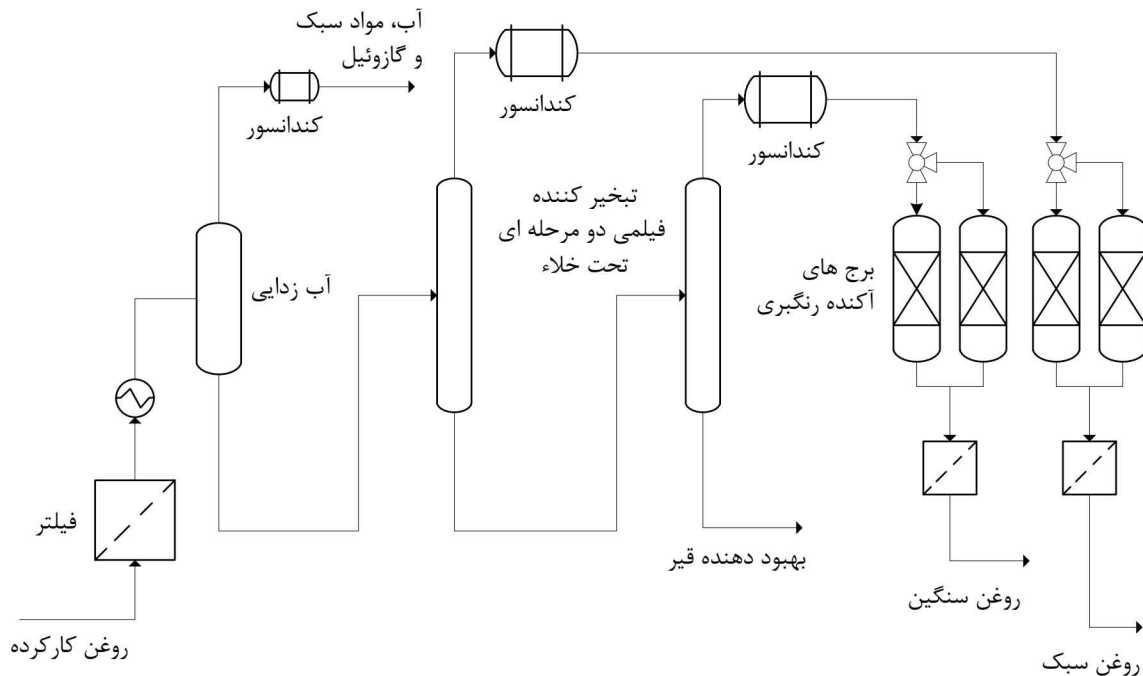 آب، مواد سبک
و گازوئیل
کندانسور
کندانسور
کندانسور
تبخیر کننده
فیلمی دو مرحله ای
تحت خلاء
برج های
آکنده رنگبری
آب زدایی
فیلتر
بهبود دهنده قیر
روغن سنگین
روغن کارکرده
روغن سبک